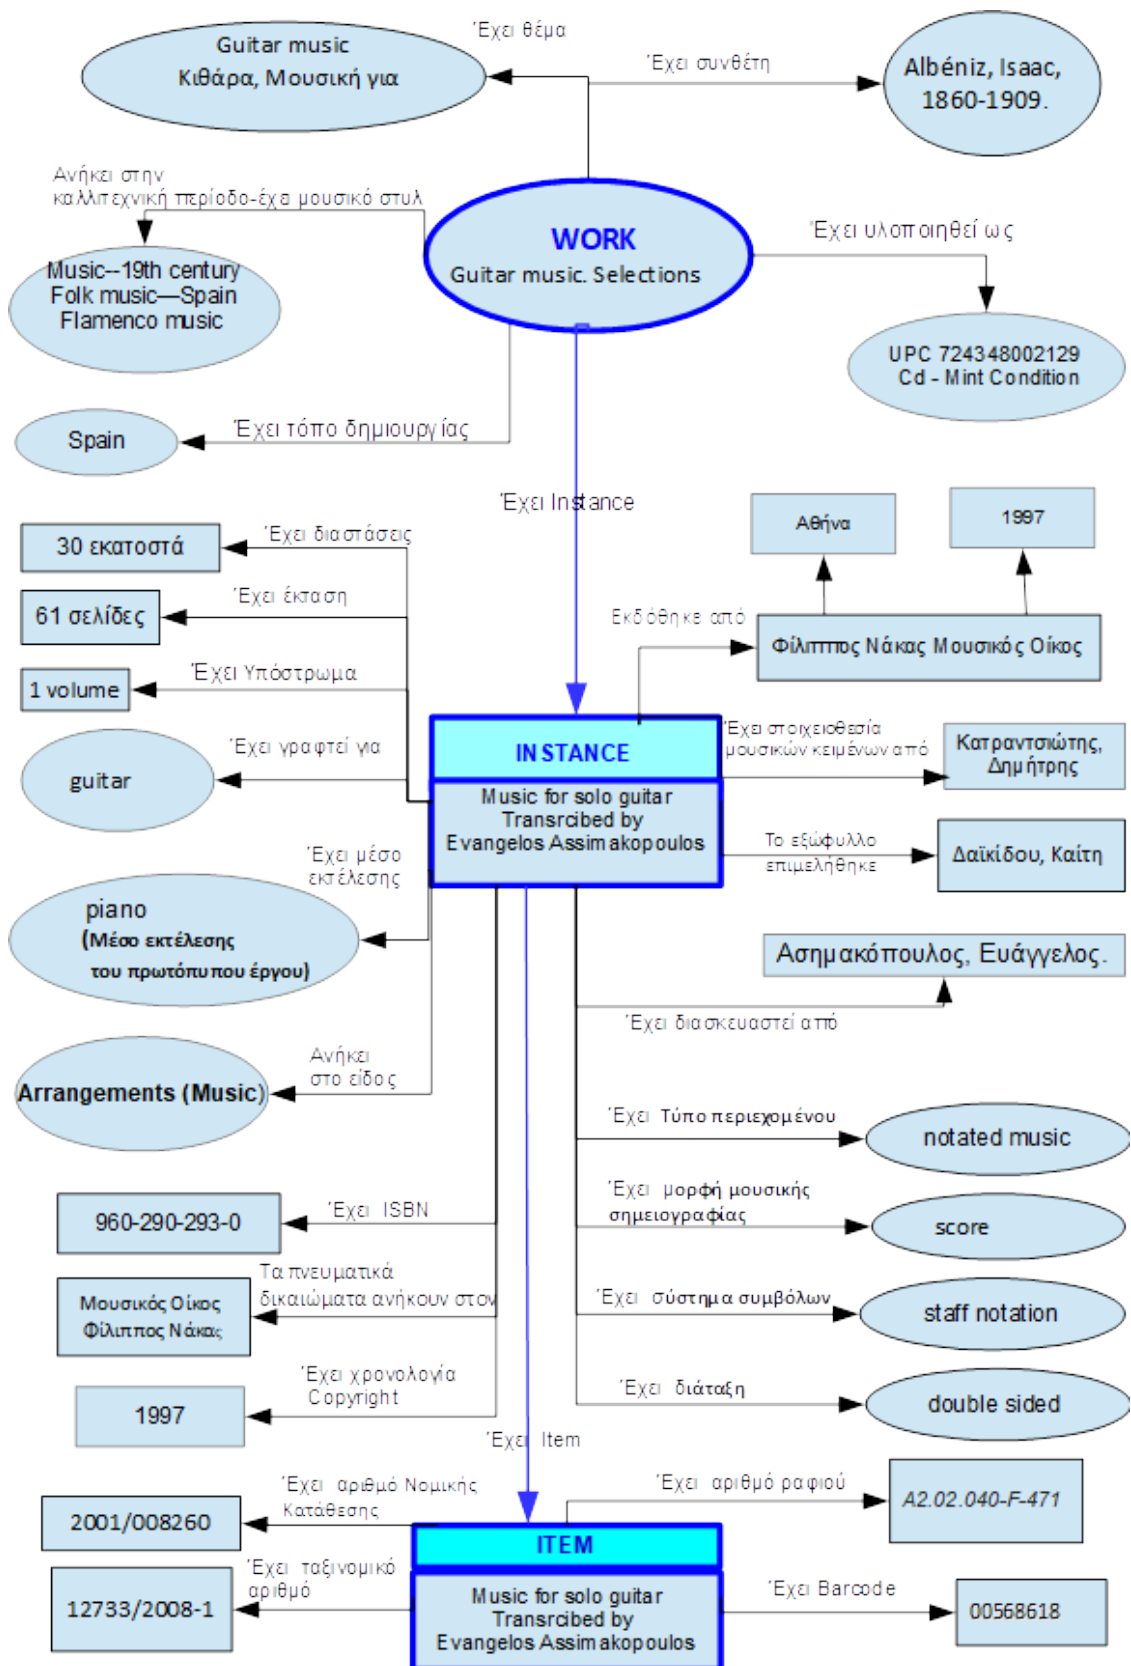 Έχει θέμα
Guitar music
Κιθάρα, Μουσική για
Έχει συνθέτη
Albéniz, Isaac,
1860-1909.
Ανήκει στην
καλλιτεχνική περίοδο-έχει μουσικό στυλ
WORK
Guitar music. Selections
Έχει υλοποιηθεί ως
Music--19th century
Folk music—Spain
Flamenco music
UPC 724348002129
Cd - Mint Condition
Spain
Έχει τόπο δημιουργίας
Έχει Instance
Αθήνα
1997
30 εκατοστά
Έχει διαστάσεις
61 σελίδες
Έχει έκταση
Εκδόθηκε από
Φίλιππος Νάκας Μουσικός Οίκος
1 volume
Έχει Υπόστρωμα
INSTANCE
Music for solo guitar
Transrcibed by
Evangelos Assimakopoulos
Έχει στοιχειοθεσία
μουσικών κειμένων από
Κατραντσιώτης,
Δημήτρης
guitar
Έχει γραφτεί για
Το εξώφυλλο
επιμελήθηκε
Δαϊκίδου, Καίτη
Έχει μέσο
εκτέλεσης
piano
(Μέσο εκτέλεσης
του πρωτόπυπου έργου)
Ασημακόπουλος, Ευάγγελος.
Έχει διασκευαστεί από
Arrangements (Music)
Ανήκει
στο είδος
Έχει Τύπο περιεχομένου
notated music
960-290-293-0
Έχει ISBN
Έχει μορφή μουσικής
σημειογραφίας
score
Μουσικός Οίκος
Φίλιππος Νάκας
Τα πνευματικά
δικαιώματα ανήκουν στον
Έχει σύστημα συμβόλων
staff notation
1997
Έχει χρονολογία
Copyright
Έχει διάταξη
double sided
Έχει Item
2001/008260
Έχει αριθμό Νομικής
Κατάθεσης
Έχει αριθμό ραφιού
A2.02.040-F-471
ITEM
Music for solo guitar
Transrcibed by
Evangelos Assimakopoulos
12733/2008-1
Έχει ταξινομικό
αριθμό
Έχει Barcode
00568618